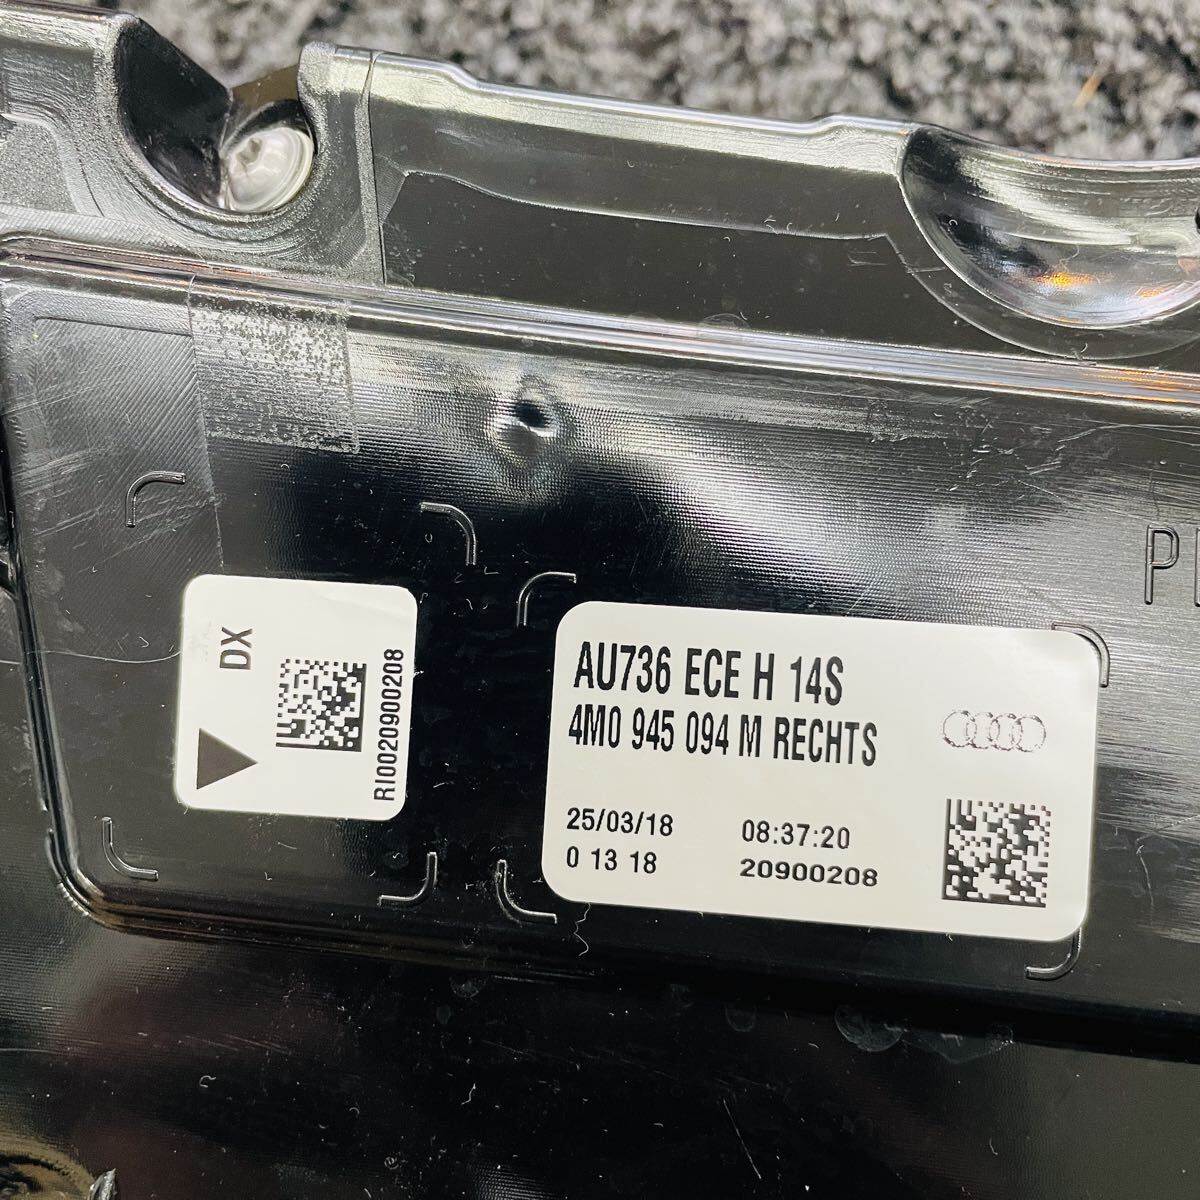 DX
RI0020900208
AU736 ECE H 14S
4M0 945 094 M RECHTS
25/03/18 08:37:20
0 13 18 20900208